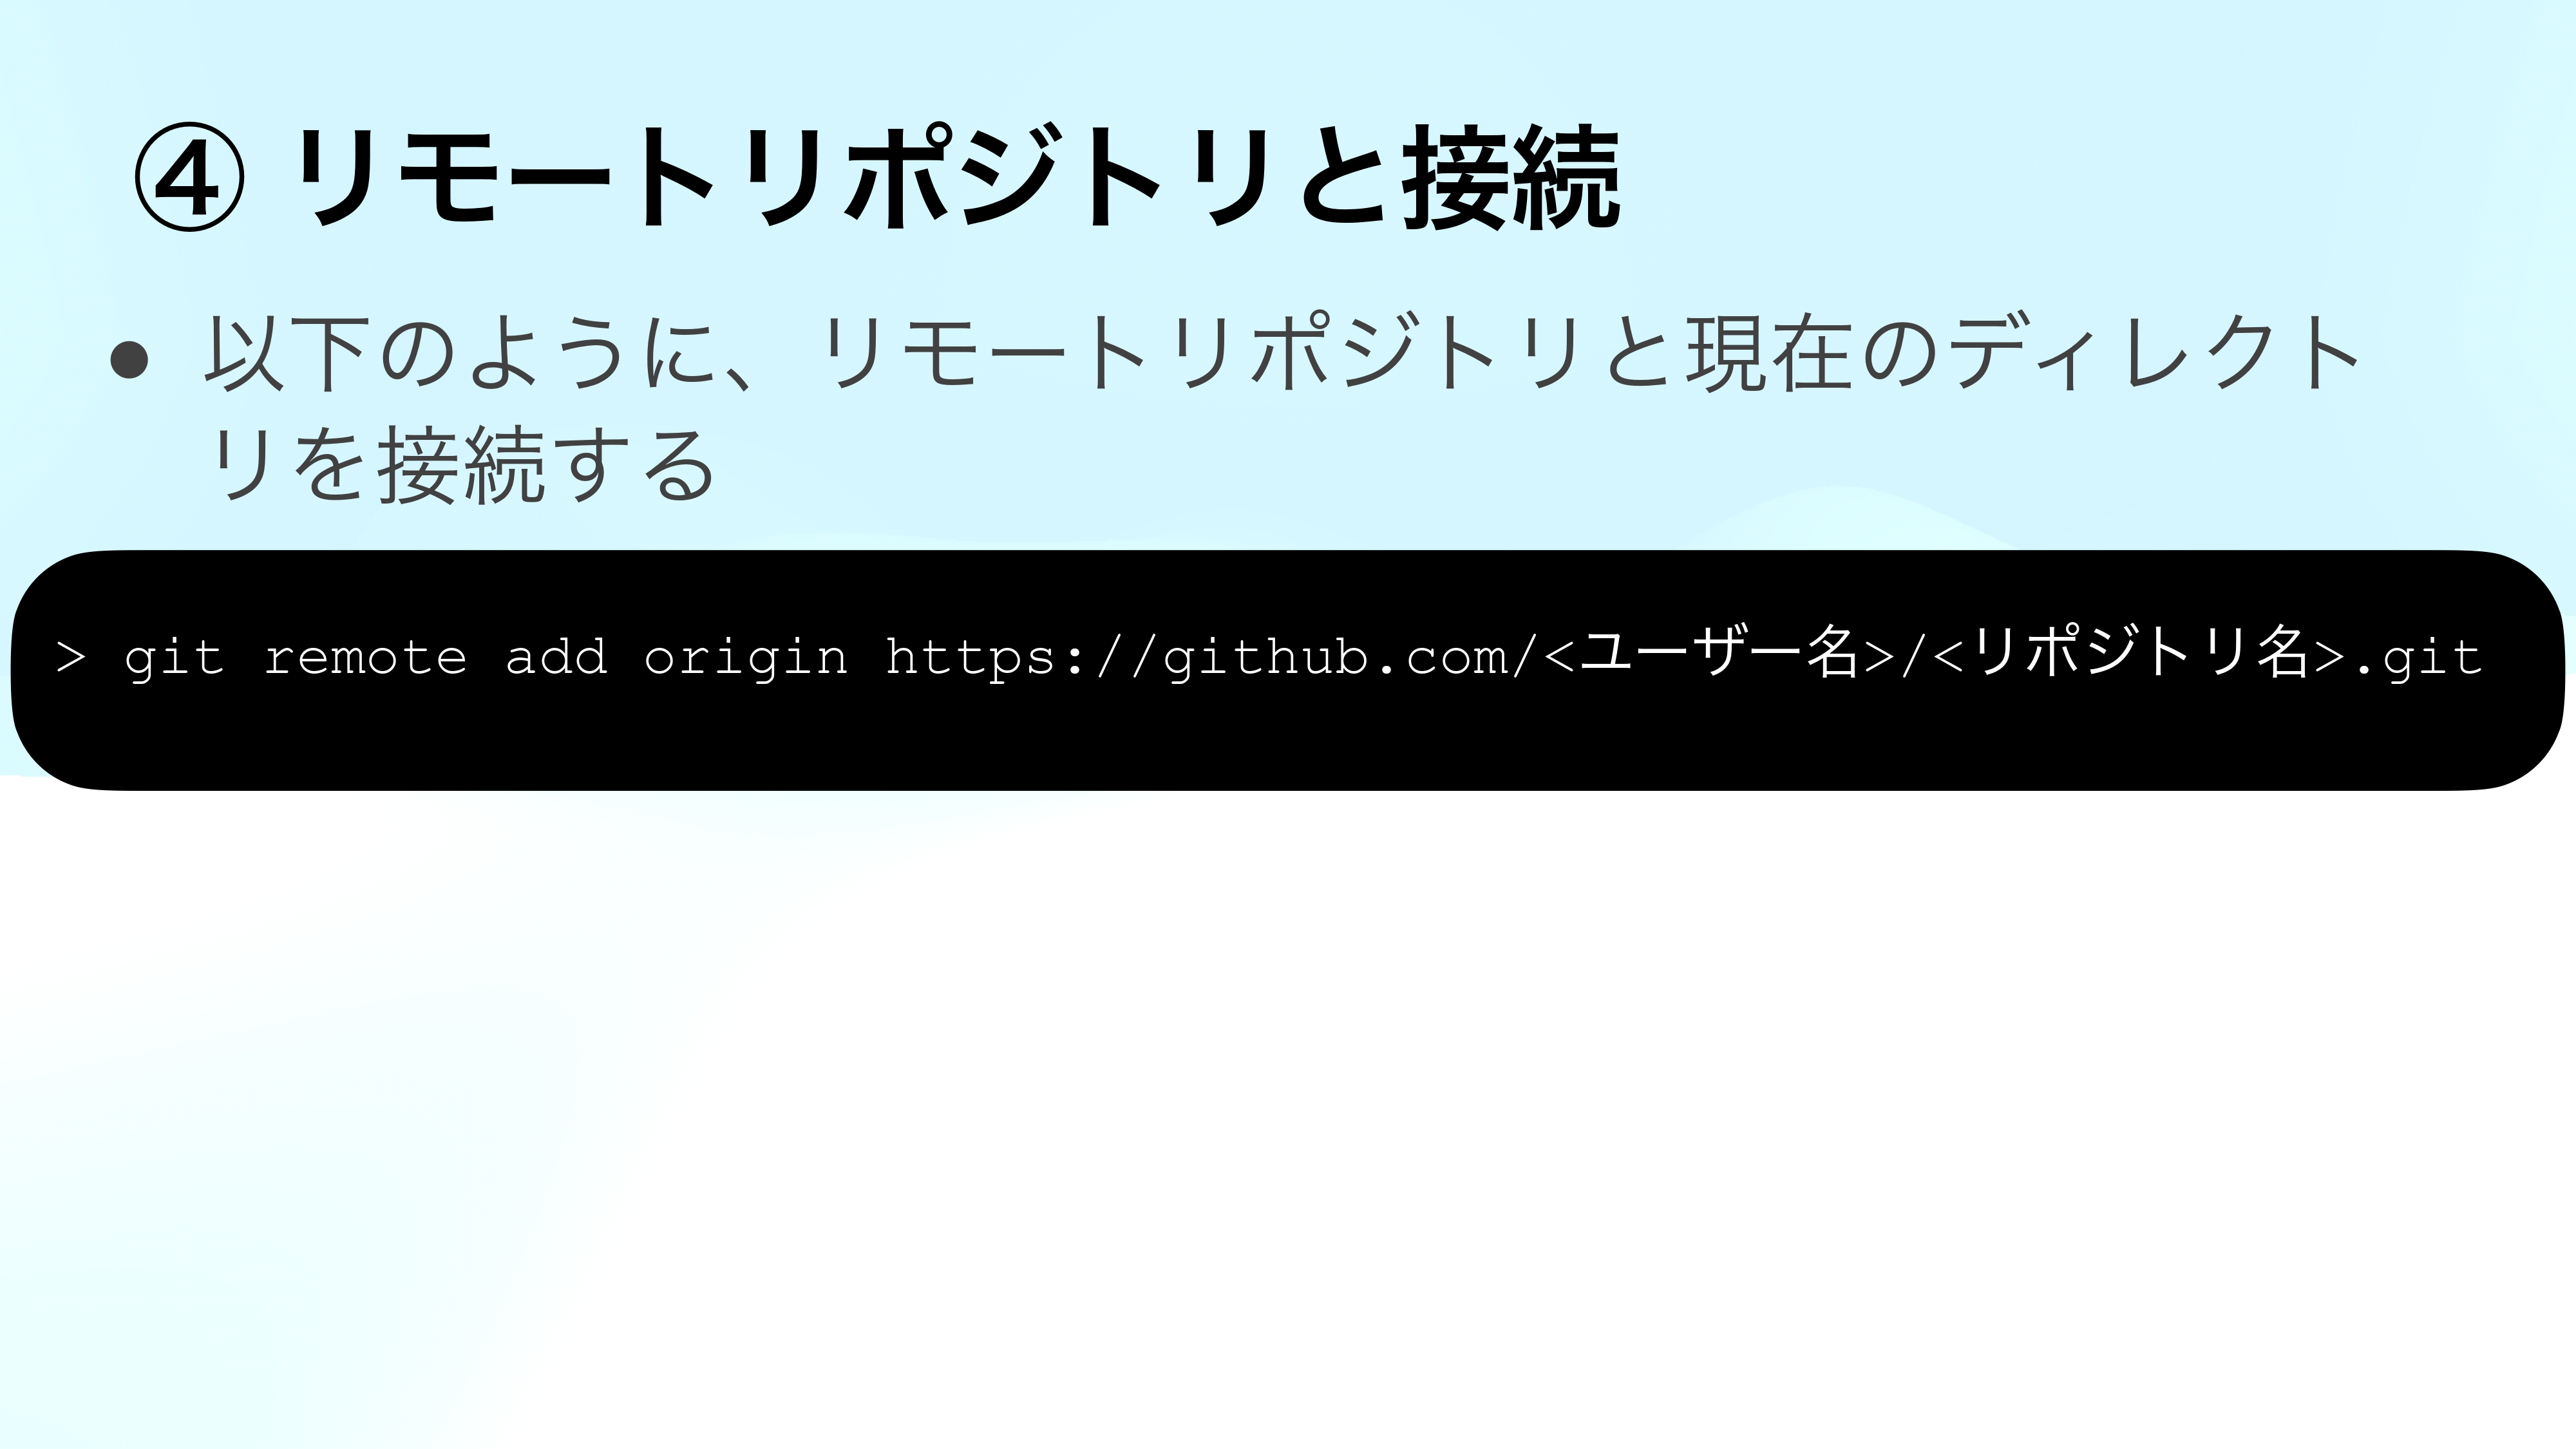 ④ リモートリポジトリと接続
● 以下のように、リモートリポジトリと現在のディレクト
リを接続する
> git remote add origin https://github.com/<ユーザー名>/<リポジトリ名>.git